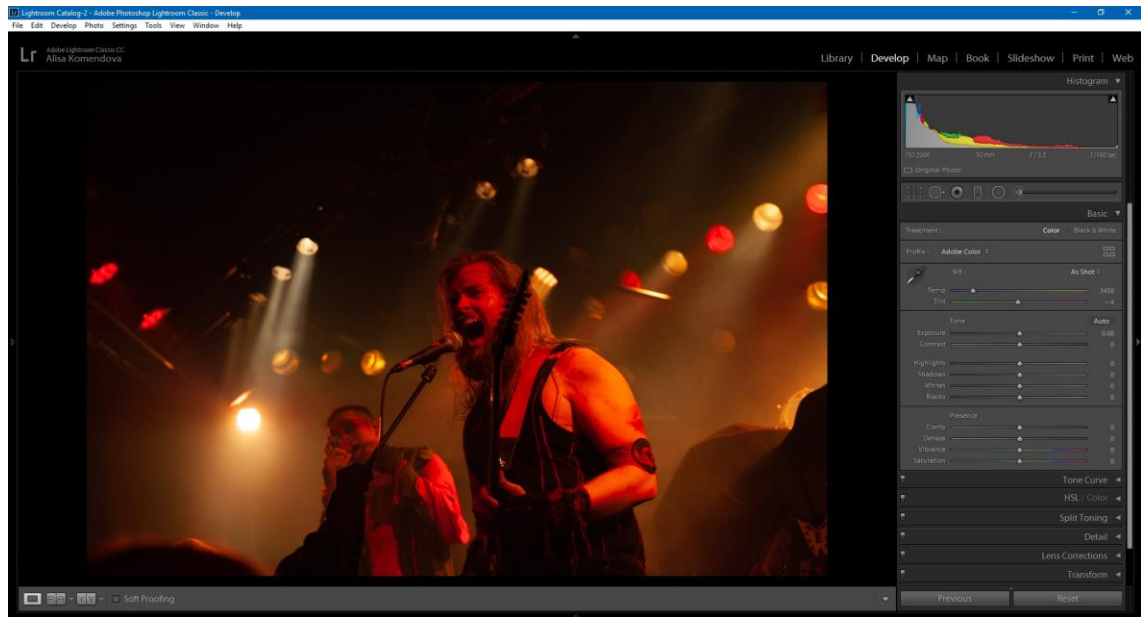 Lightroom Catalog-2 - Adobe Photoshop Lightroom Classic - Develop
File Edit Develop Photo Settings Tools View Window Help
Lr
Adobe Lightroom Classic CC
Alisa Komendova
Library | Develop | Map | Book | Slideshow | Print | Web
Histogram
ISO 2000 50 mm f / 3.5 1/160 sec
Original Photo
Basic
Treatment : Color Black & White
Profile : Adobe Color
WB : As Shot
Temp 3450
Tint - 4
Tone Auto
Exposure 0.00
Contrast 0
Highlights 0
Shadows 0
Whites 0
Blacks 0
Presence
Clarity 0
Dehaze 0
Vibrance 0
Saturation 0
Tone Curve
HSL / Color
Split Toning
Detail
Lens Corrections
Transform
Soft Proofing
Previous Reset